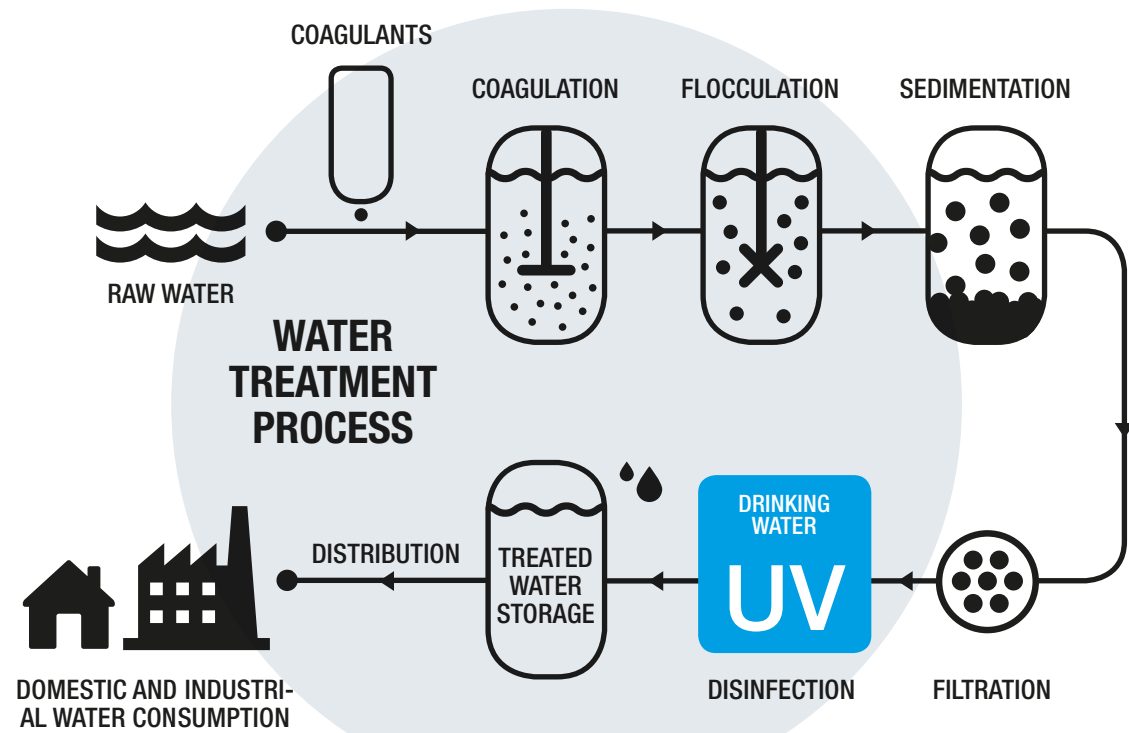 COAGULANTS
COAGULATION
FLOCCULATION
SEDIMENTATION
RAW WATER
WATER
TREATMENT
PROCESS
DISTRIBUTION
TREATED
WATER
STORAGE
DRINKING
WATER
UV
DOMESTIC AND INDUSTRI-
AL WATER CONSUMPTION
DISINFECTION
FILTRATION